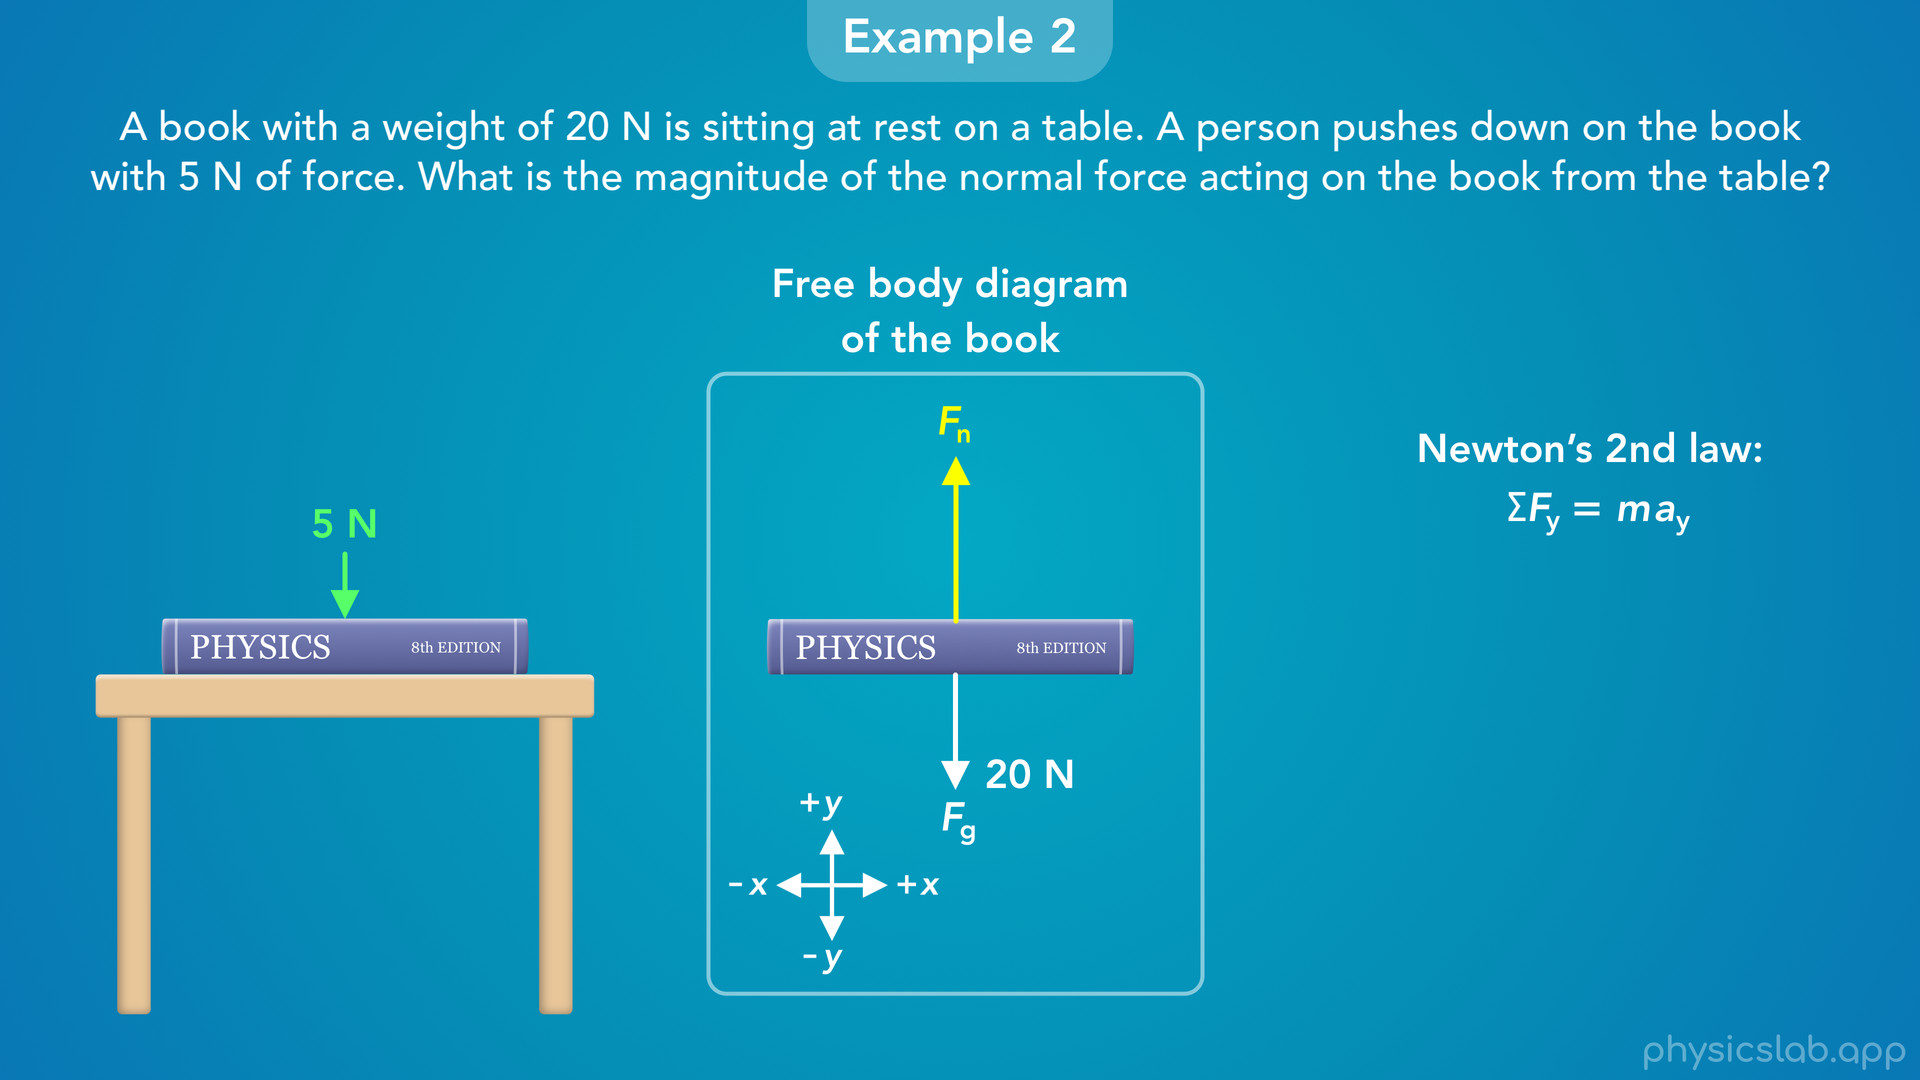 Example 2
A book with a weight of 20 N is sitting at rest on a table. A person pushes down on the book
with 5 N of force. What is the magnitude of the normal force acting on the book from the table?
Free body diagram
of the book
Fn
Newton’s 2nd law:
ΣFy = may
5 N
PHYSICS 8th EDITION
PHYSICS 8th EDITION
20 N
Fg
+y
-x
+x
-y
physicslab.app